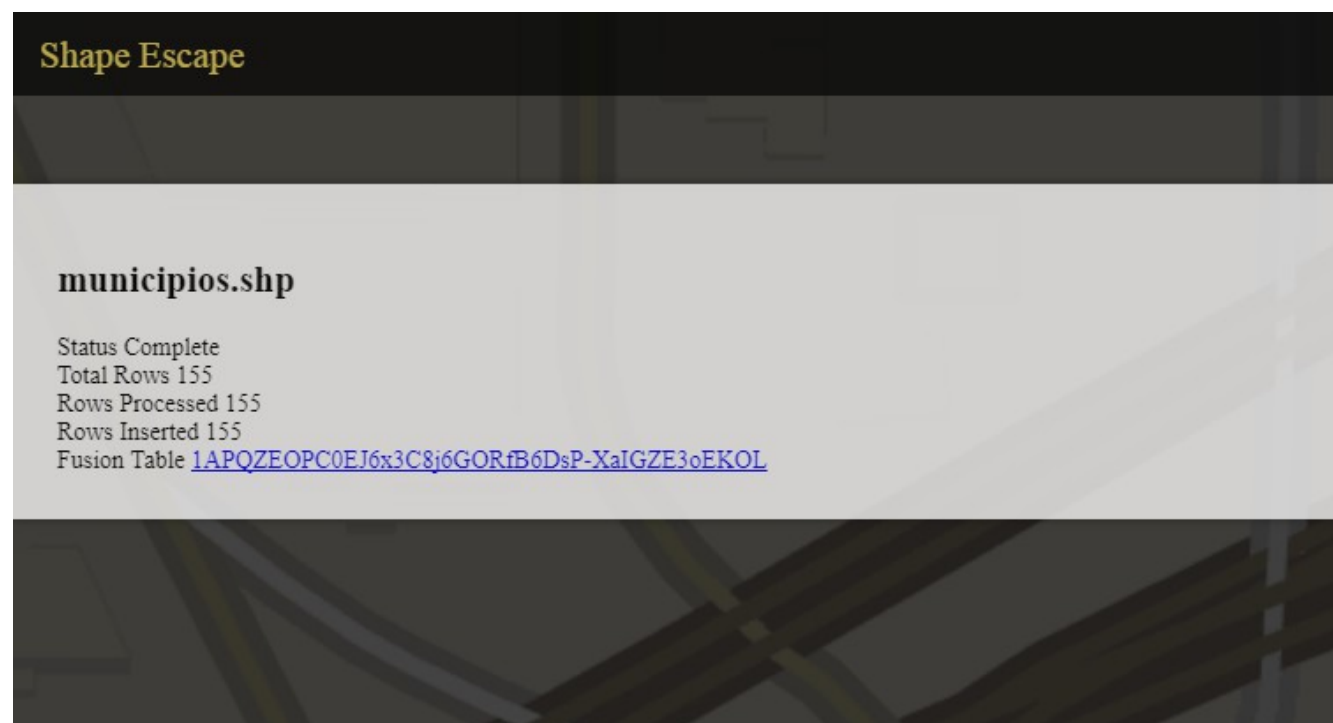 Shape Escape
municipios.shp
Status Complete
Total Rows 155
Rows Processed 155
Rows Inserted 155
Fusion Table 1APQZEOPC0EJ6x3C8j6GORfB6DsP-XaIGZE3oEKOL